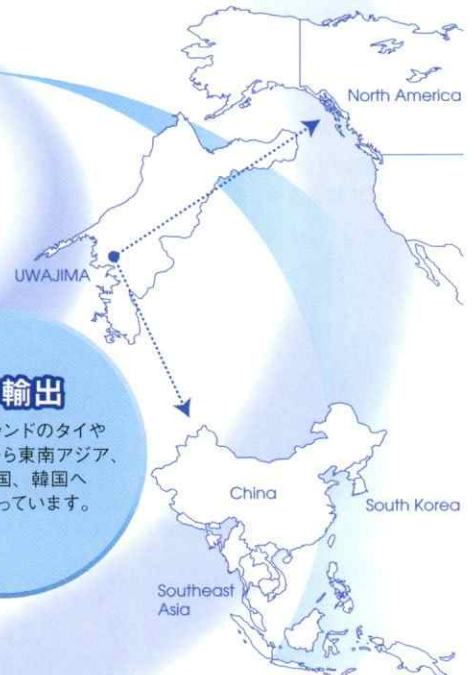 North America
UWAJIMA
輸出
ンドのタイや
ら東南アジア、
国、韓国へ
っています。
China
South Korea
Southeast
Asia